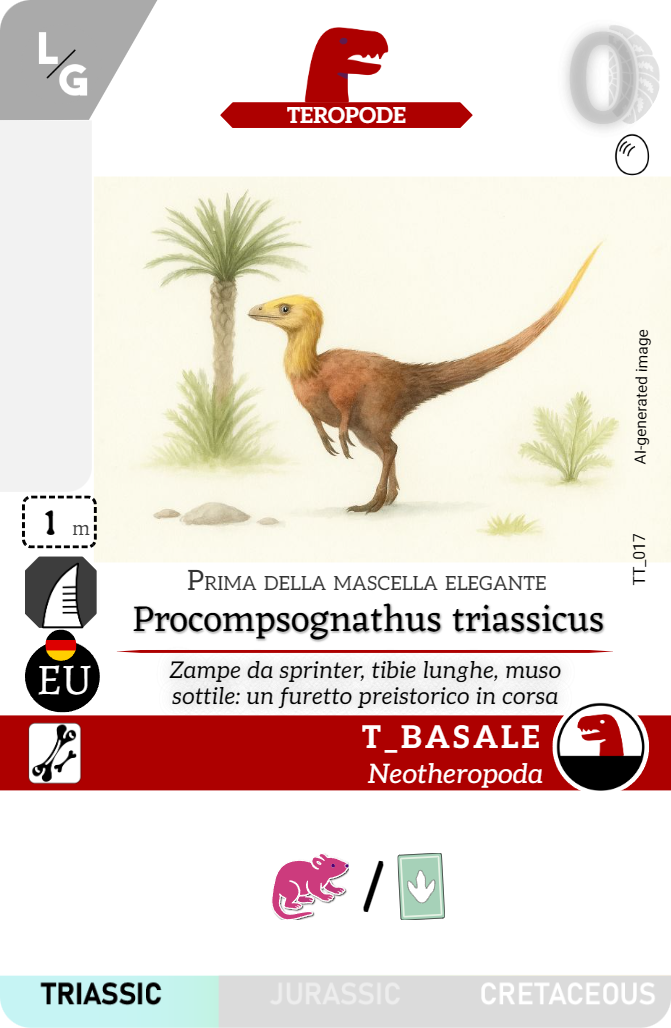 L/G
TEROPODE
0
AI-generated image
TT_017
1 m
PRIMA DELLA MASCELLA ELEGANTE
Procompsognathus triassicus
EU
Zampe da sprinter, tibie lunghe, muso
sottile: un furetto preistorico in corsa
T_BASALE
Neotheropoda
/
TRIASSIC JURASSIC CRETACEOUS